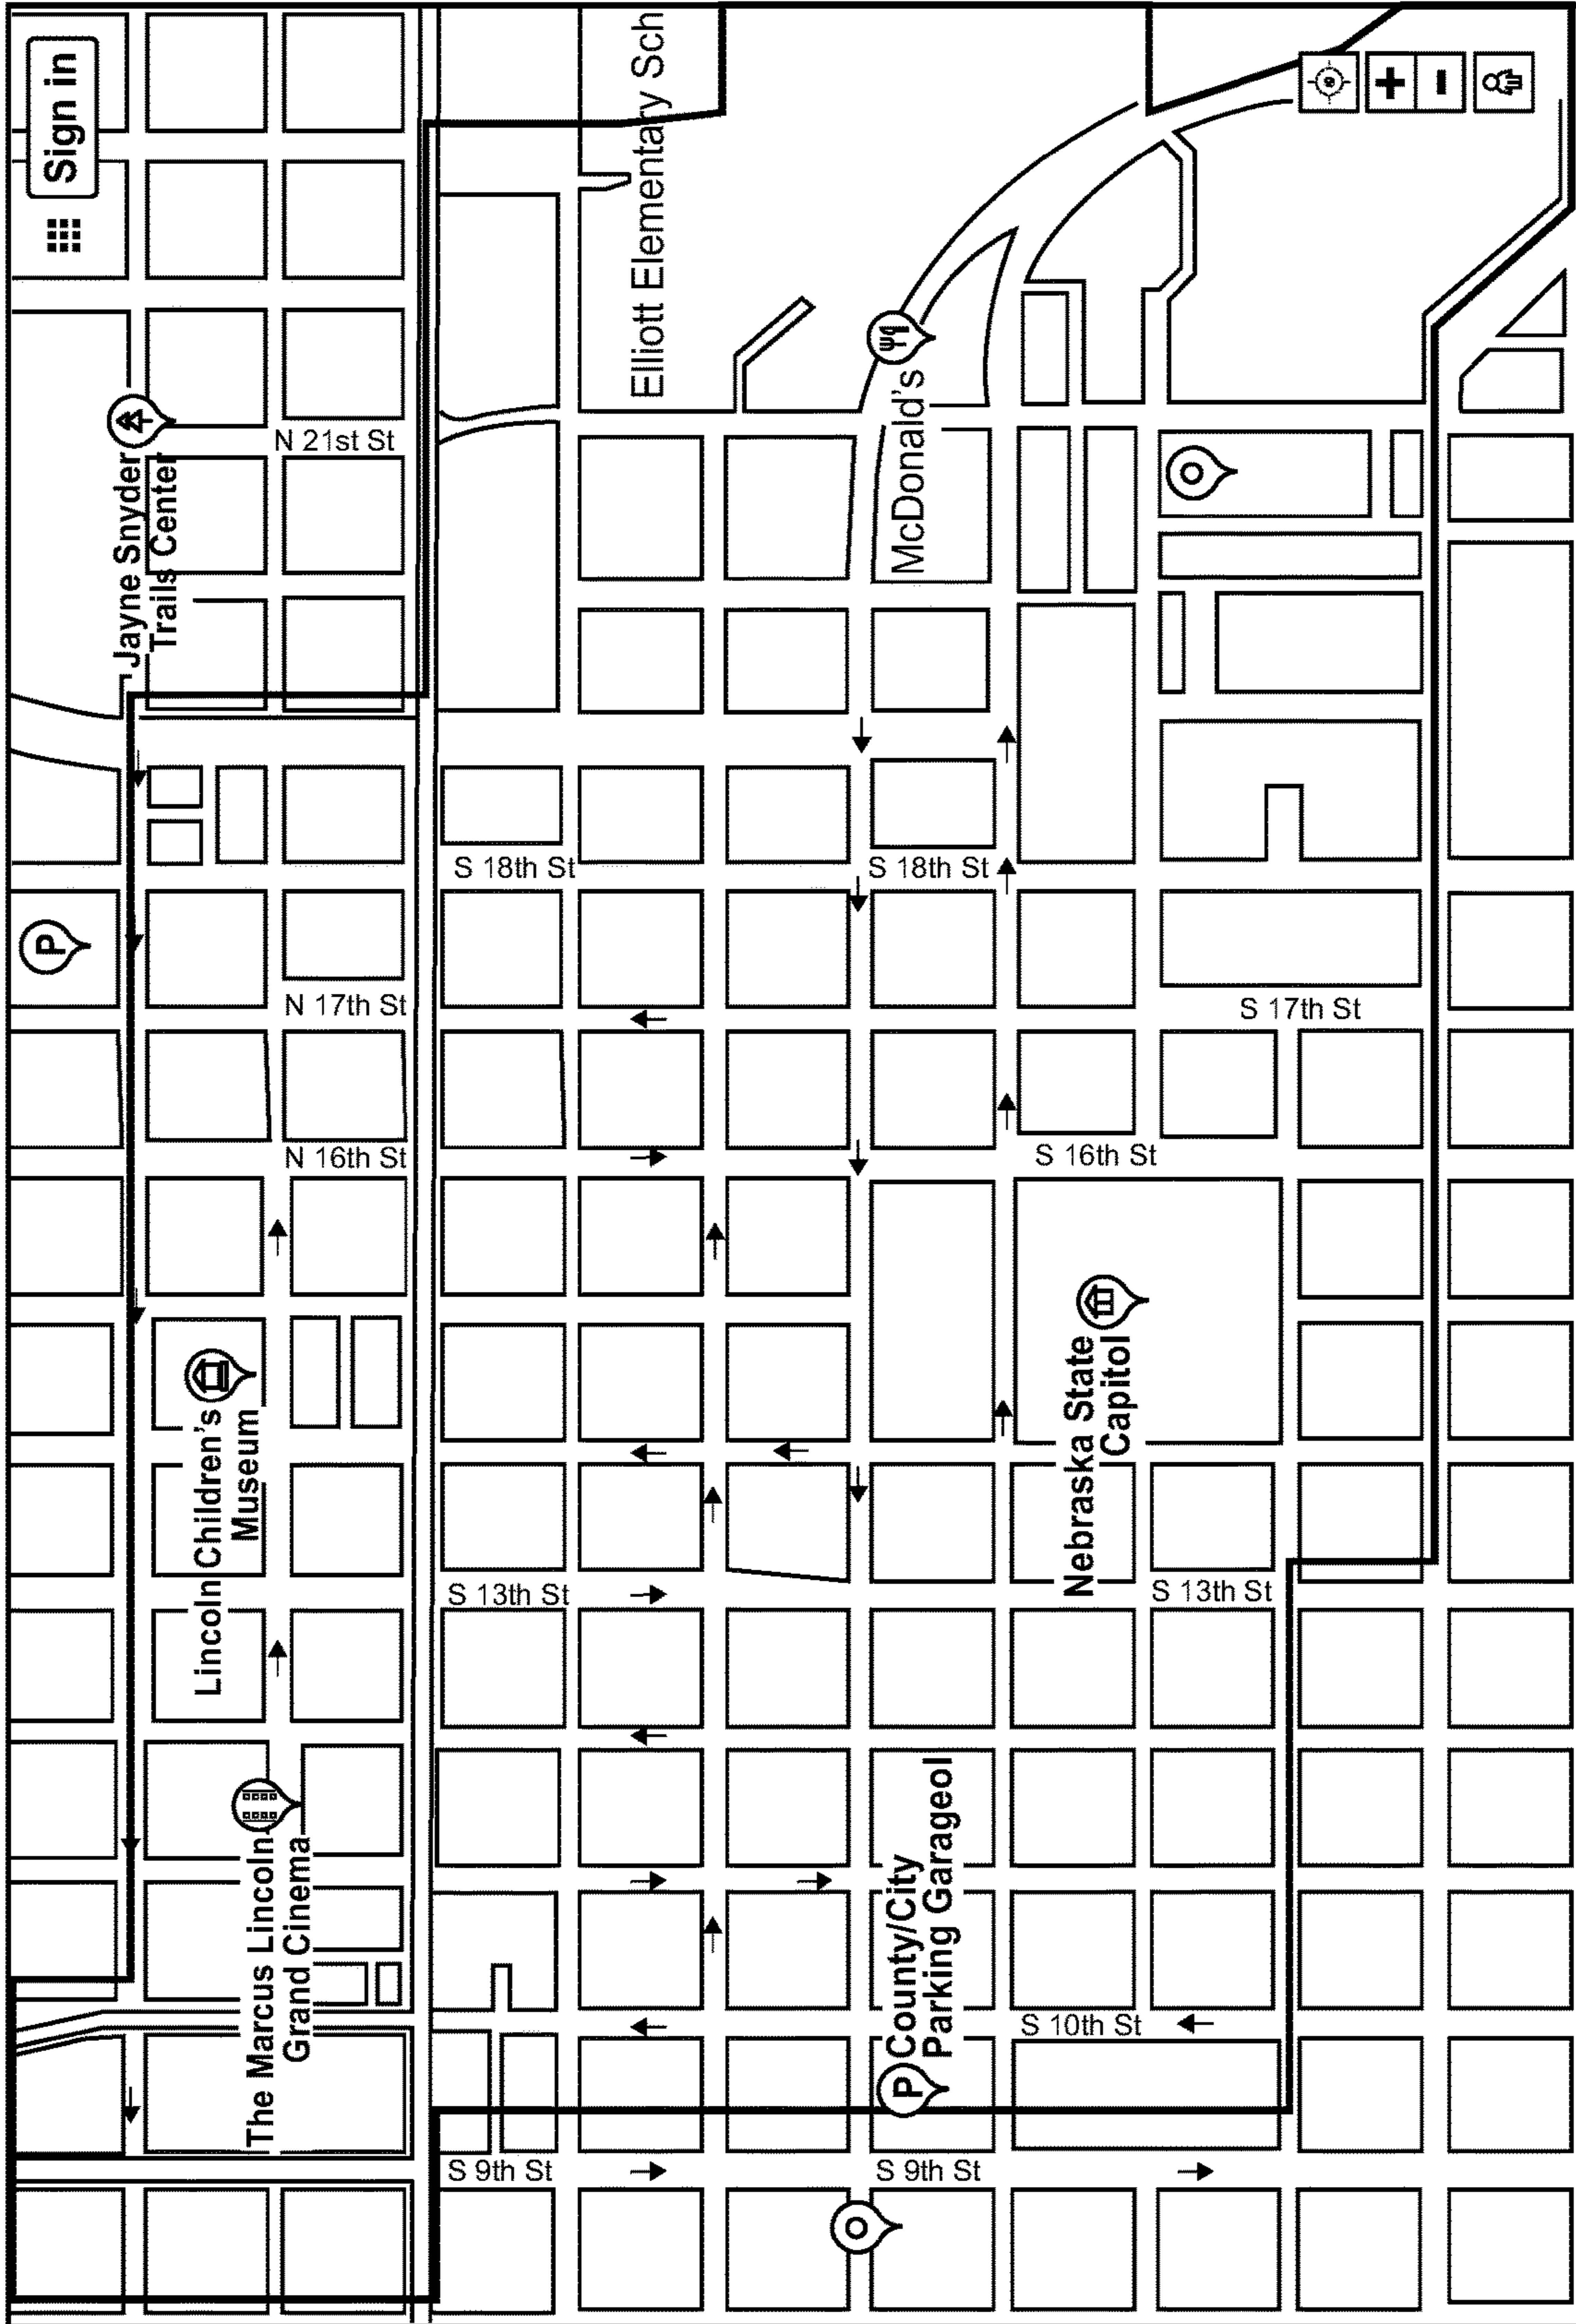 Sign in
Jayne Snyder
Trails Center
N 21st St
Elliott Elementary Sch
McDonald's
S 18th St
S 18th St
P
N 17th St
S 17th St
N 16th St
S 16th St
Lincoln Children's
Museum
Nebraska State
Capitol
S 13th St
S 13th St
The Marcus Lincoln
Grand Cinema
P
County/City
Parking Garageol
S 10th St
S 9th St
S 9th St